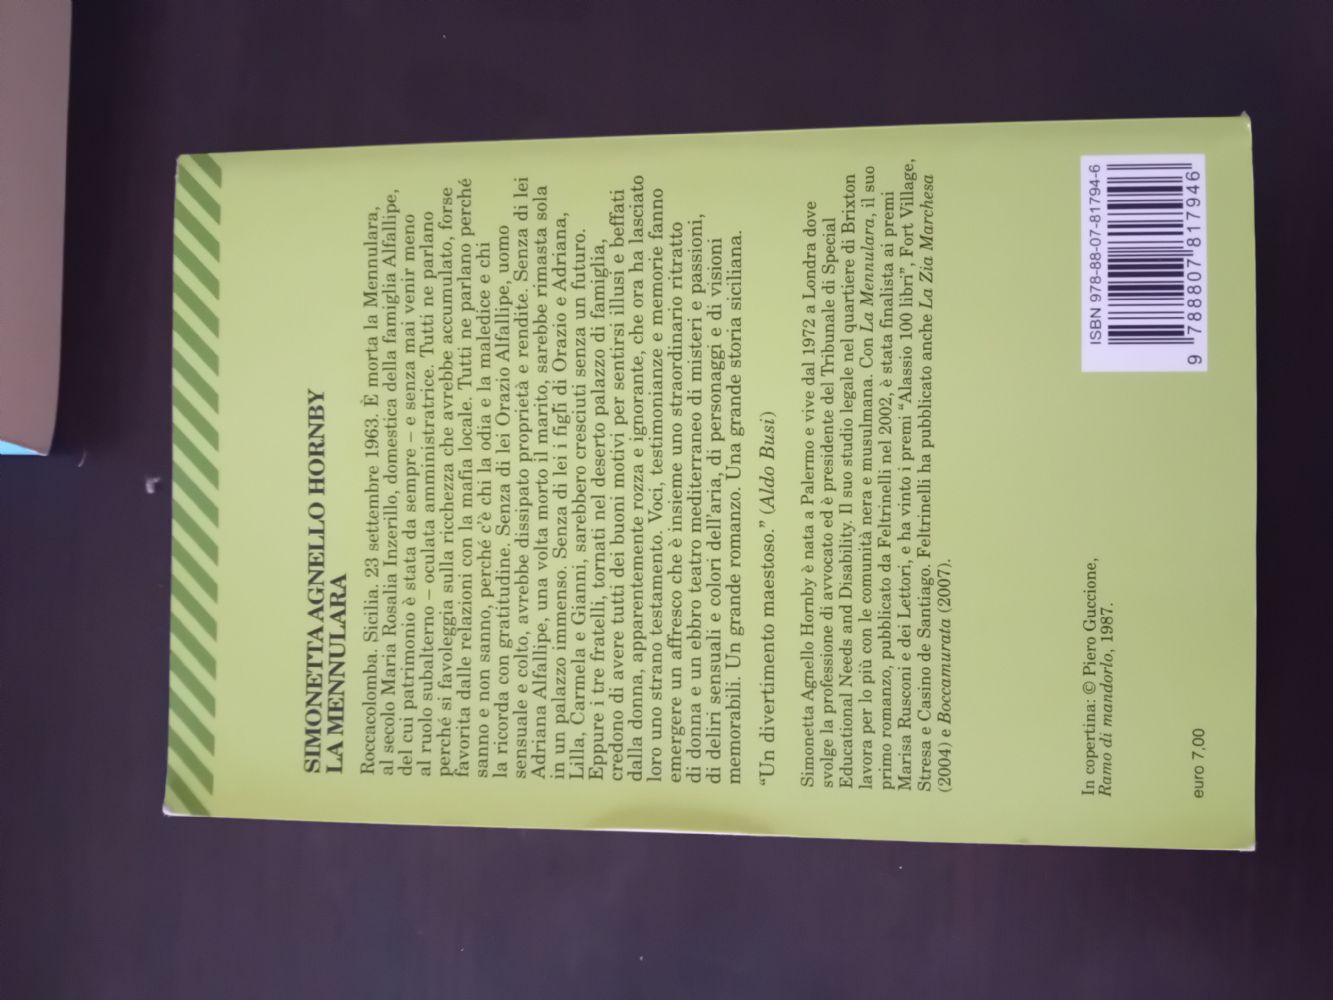 SIMONETTA AGNELLO HORNBY
LA MENNULARA
Roccacolomba. Sicilia. 23 settembre 1963. È morta la Mennulara,
al secolo Maria Rosalia Inzerillo, domestica della famiglia Alfallipe,
del cui patrimonio è stata da sempre – e senza mai venir meno
al ruolo subalterno – oculata amministratrice. Tutti ne parlano
perché si favoleggia sulla ricchezza che avrebbe accumulato, forse
favorita dalle relazioni con la mafia locale. Tutti ne parlano perché
sanno e non sanno, perché c'è chi la odia e la maledice e chi
la ricorda con gratitudine. Senza di lei Orazio Alfallipe, uomo
sensuale e colto, avrebbe dissipato proprietà e rendite. Senza di lei
Adriana Alfallipe, una volta morto il marito, sarebbe rimasta sola
in un palazzo immenso. Senza di lei i figli di Orazio e Adriana,
Lilla, Carmela e Gianni, sarebbero cresciuti senza un futuro.
Eppure i tre fratelli, tornati nel deserto palazzo di famiglia,
credono di avere tutti dei buoni motivi per sentirsi illusi e beffati
dalla donna, apparentemente rozza e ignorante, che ora ha lasciato
loro uno strano testamento. Voci, testimonianze e memorie fanno
emergere un affresco che è insieme uno straordinario ritratto
di donna e un ebbro teatro mediterraneo di misteri e passioni,
di deliri sensuali e colori dell'aria, di personaggi e di visioni
memorabili. Un grande romanzo. Una grande storia siciliana.
“Un divertimento maestoso.” (Aldo Busi)
Simonetta Agnello Hornby è nata a Palermo e vive dal 1972 a Londra dove
svolge la professione di avvocato ed è presidente del Tribunale di Special
Educational Needs and Disability. Il suo studio legale nel quartiere di Brixton
lavora per lo più con le comunità nera e musulmana. Con La Mennulara, il suo
primo romanzo, pubblicato da Feltrinelli nel 2002, è stata finalista ai premi
Marisa Rusconi e dei Lettori, e ha vinto i premi “Alassio 100 libri”, Fort Village,
Stresa e Casino de Santiago. Feltrinelli ha pubblicato anche La Zia Marchesa
(2004) e Boccamurata (2007).
In copertina: © Piero Guccione,
Ramo di mandorlo, 1987.
euro 7,00
ISBN 978-88-07-81794-6
9 788807 817946